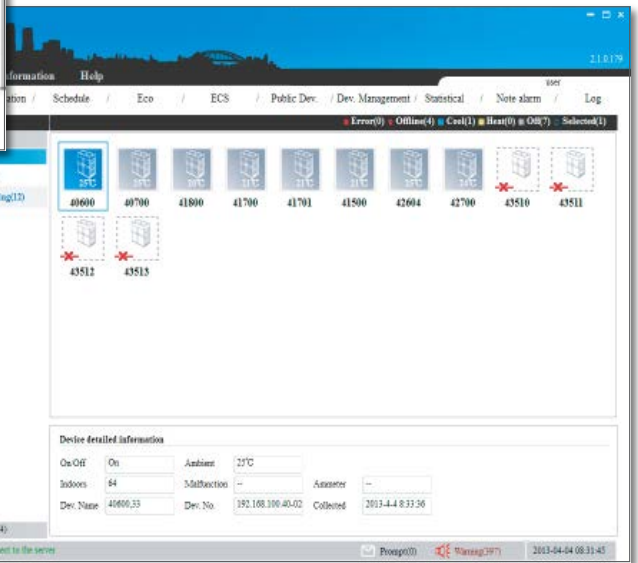 2.1.0.179
formation Help
user
ation / Schedule / Eco / ECS / Public Dev. / Dev. Management / Statistical / Note alarm / Log
Error(0) Offline(4) Cool(1) Heat(0) Off(7) Selected(1)
ng(12)
25°C
40600 40700 41800 41700 41701 41500 42604 42700 43510 43511
43512 43513
Device detailed information
On/Off On Ambient 25°C
Indoors 64 Malfunction -- Ammeter --
Dev. Name 40600,33 Dev. No. 192.168.100.40-02 Collected 2013-4-4 8:33:36
4)
ect to the server Prompt(0) Warning(397) 2013-04-04 08:31:45